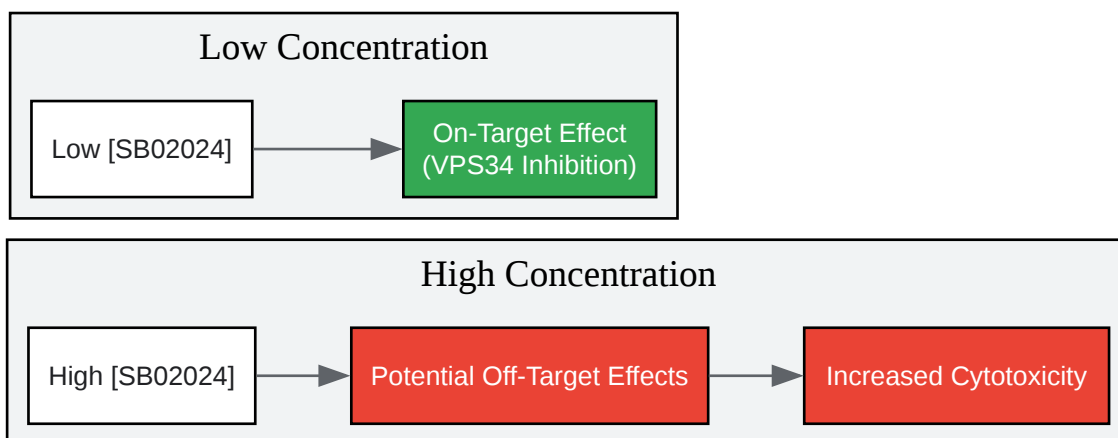 Low Concentration
Low [SB02024]
On-Target Effect
(VPS34 Inhibition)
High Concentration
High [SB02024]
Potential Off-Target Effects
Increased Cytotoxicity